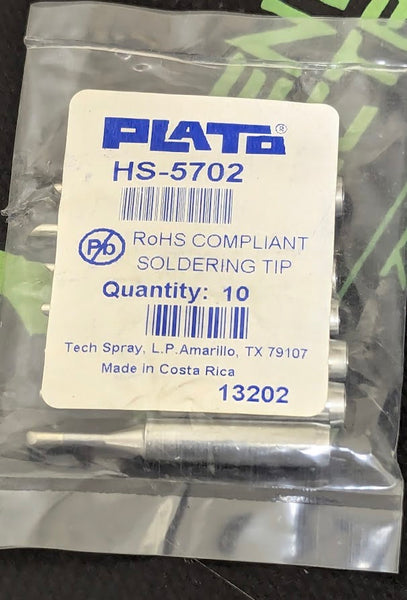 PLATO®
HS-5702
Pb
RoHS COMPLIANT
SOLDERING TIP
Quantity: 10
Tech Spray, L.P. Amarillo, TX 79107
Made in Costa Rica
13202